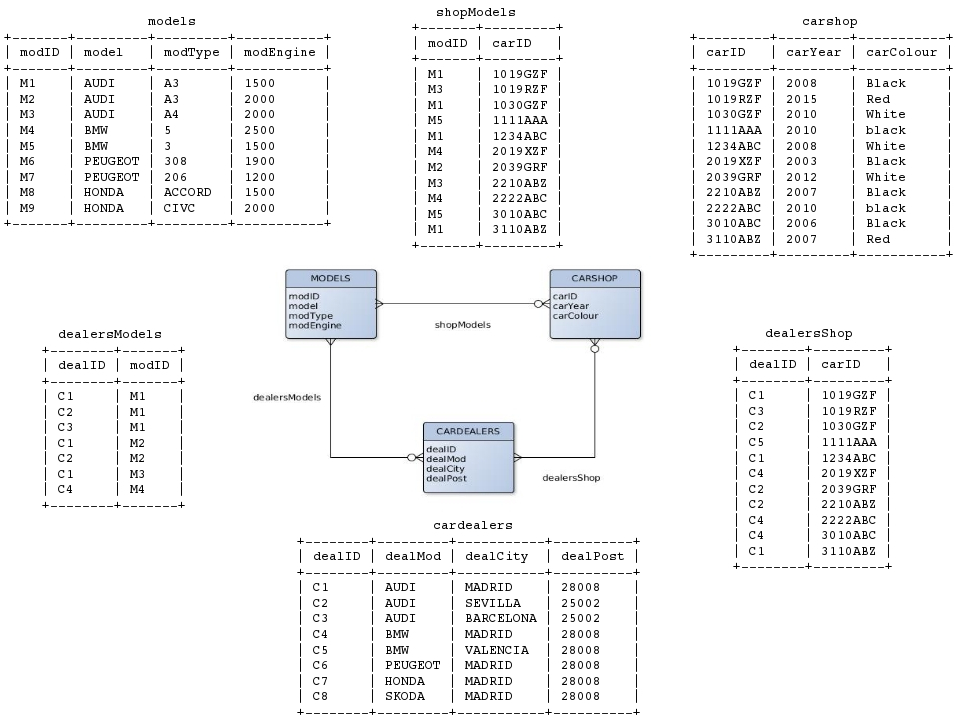 models
modID model modType modEngine
M1 AUDI A3 1500
M2 AUDI A3 2000
M3 AUDI A4 2000
M4 BMW 5 2500
M5 BMW 3 1500
M6 PEUGEOT 308 1900
M7 PEUGEOT 206 1200
M8 HONDA ACCORD 1500
M9 HONDA CIVC 2000
shopModels
modID carID
M1 1019GZF
M3 1019RZF
M1 1030GZF
M5 1111AAA
M1 1234ABC
M4 2019XZF
M2 2039GRF
M3 2210ABZ
M4 2222ABC
M5 3010ABC
M1 3110ABZ
carshop
carID carYear carColour
1019GZF 2008 Black
1019RZF 2015 Red
1030GZF 2010 White
1111AAA 2010 black
1234ABC 2008 White
2019XZF 2003 Black
2039GRF 2012 White
2210ABZ 2007 Black
2222ABC 2010 black
3010ABC 2006 Black
3110ABZ 2007 Red
MODELS
modID
model
modType
modEngine
shopModels
CARSHOP
carID
carYear
carColour
dealersModels
CARDEALERS
dealID
dealMod
dealCity
dealPost
dealersShop
dealersModels
dealID modID
C1 M1
C2 M1
C3 M1
C1 M2
C2 M2
C1 M3
C4 M4
dealersShop
dealID carID
C1 1019GZF
C3 1019RZF
C2 1030GZF
C5 1111AAA
C1 1234ABC
C4 2019XZF
C2 2039GRF
C2 2210ABZ
C4 2222ABC
C4 3010ABC
C1 3110ABZ
cardealers
dealID dealMod dealCity dealPost
C1 AUDI MADRID 28008
C2 AUDI SEVILLA 25002
C3 AUDI BARCELONA 25002
C4 BMW MADRID 28008
C5 BMW VALENCIA 28008
C6 PEUGEOT MADRID 28008
C7 HONDA MADRID 28008
C8 SKODA MADRID 28008